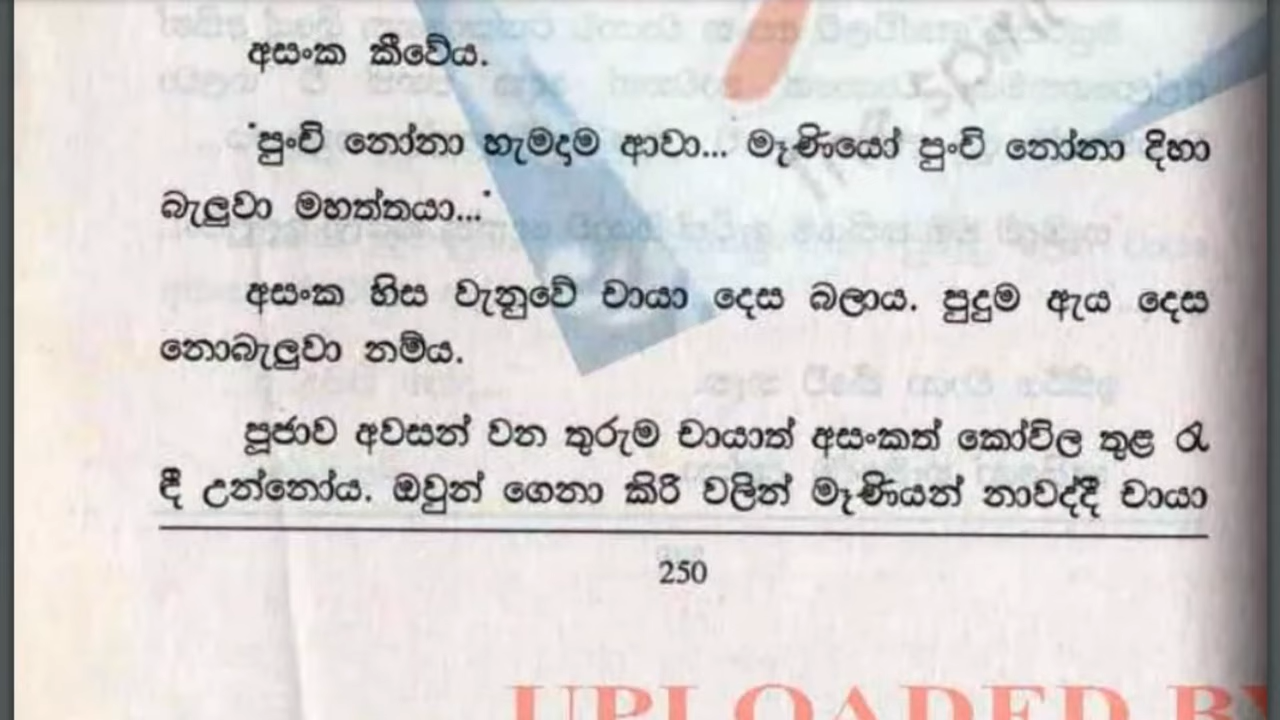 අසංක කීවේය.
"පුංචි නෝනා හැමදම ආවා... මෑණියෝ පුංචි නෝනා දිහා
බැලුවා මහත්තයා..."
අසංක හිස වැනුවේ චායා දෙස බලාය. පුදුම ඇය දෙස
නොබැලුවා නම්ය.
පූජාව අවසන් වන තුරුම චායාත් අසංකත් කෝවිල තුළ රැ
දී උන්නෝය. ඔවුන් ගෙනා කිරි වලින් මෑණියන් නාවද්දී චායා
250
UPLOADED BY